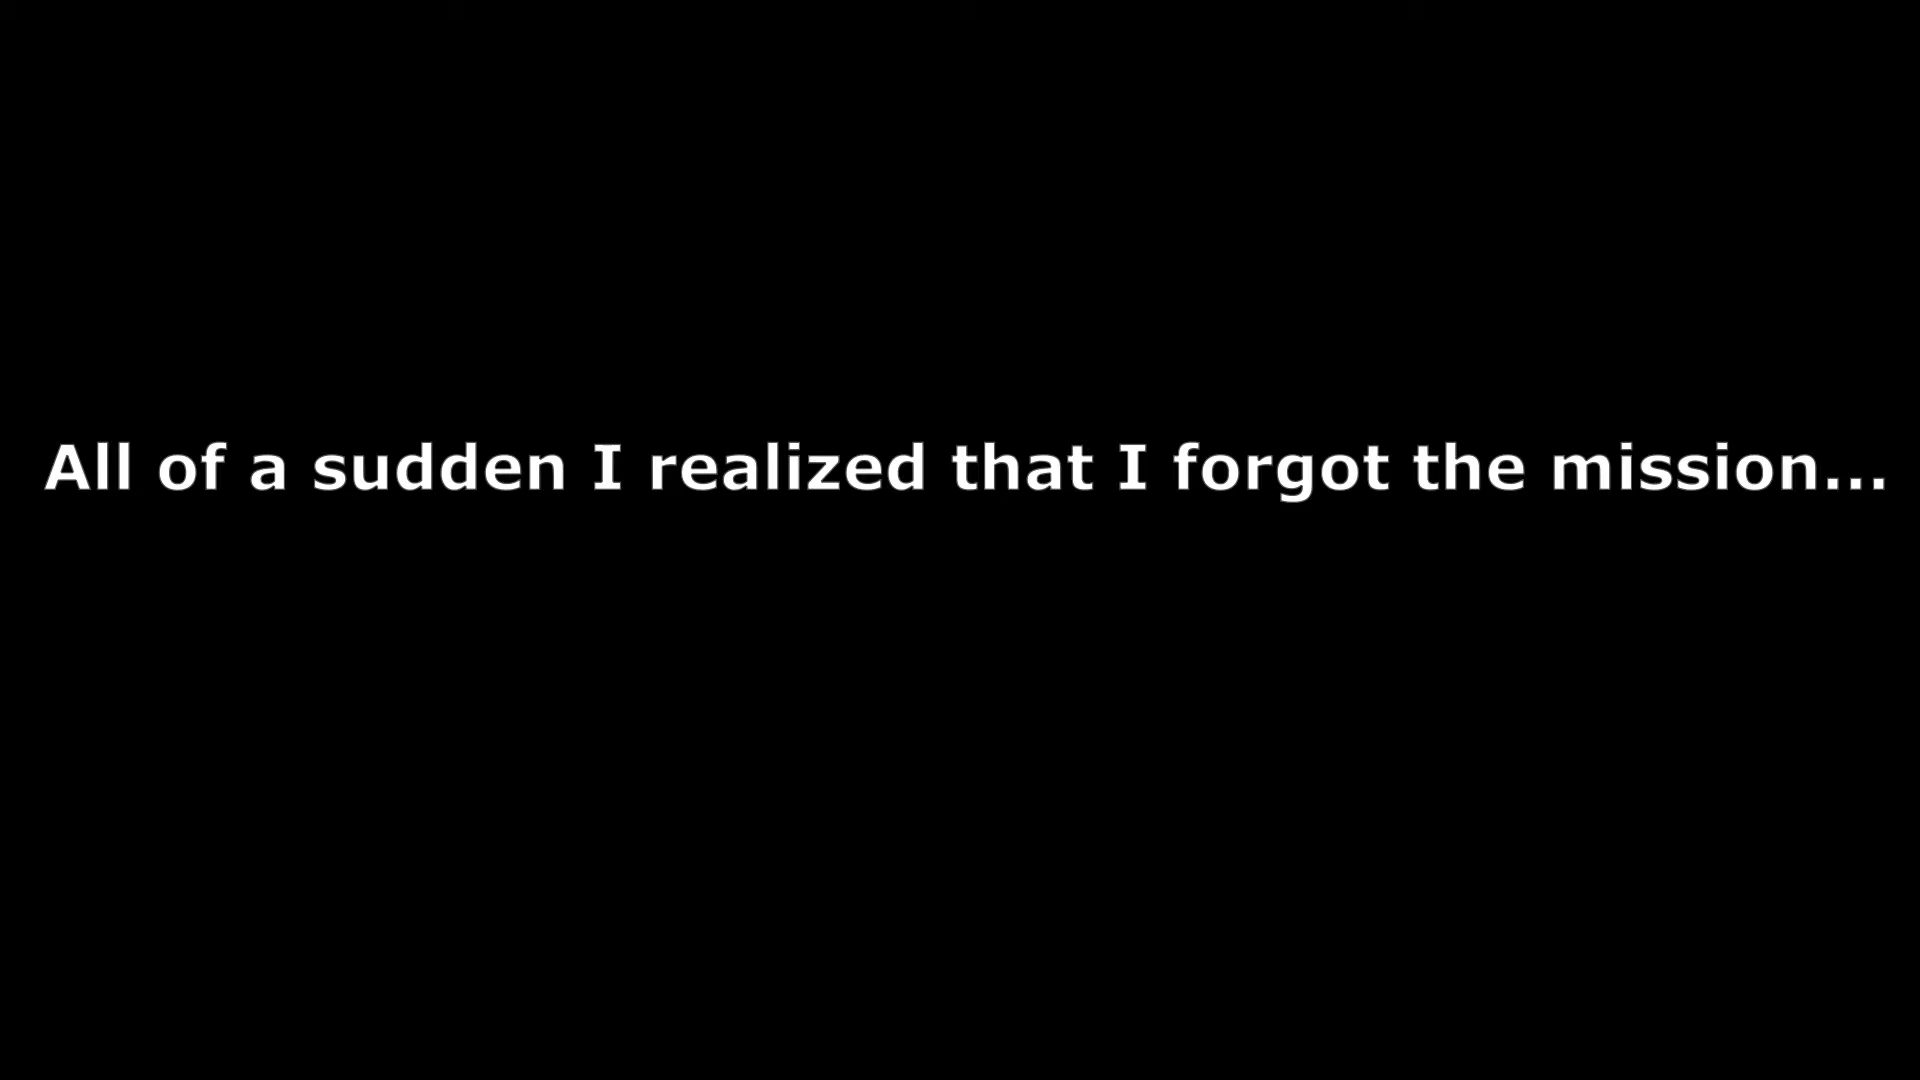 All of a sudden I realized that I forgot the mission...